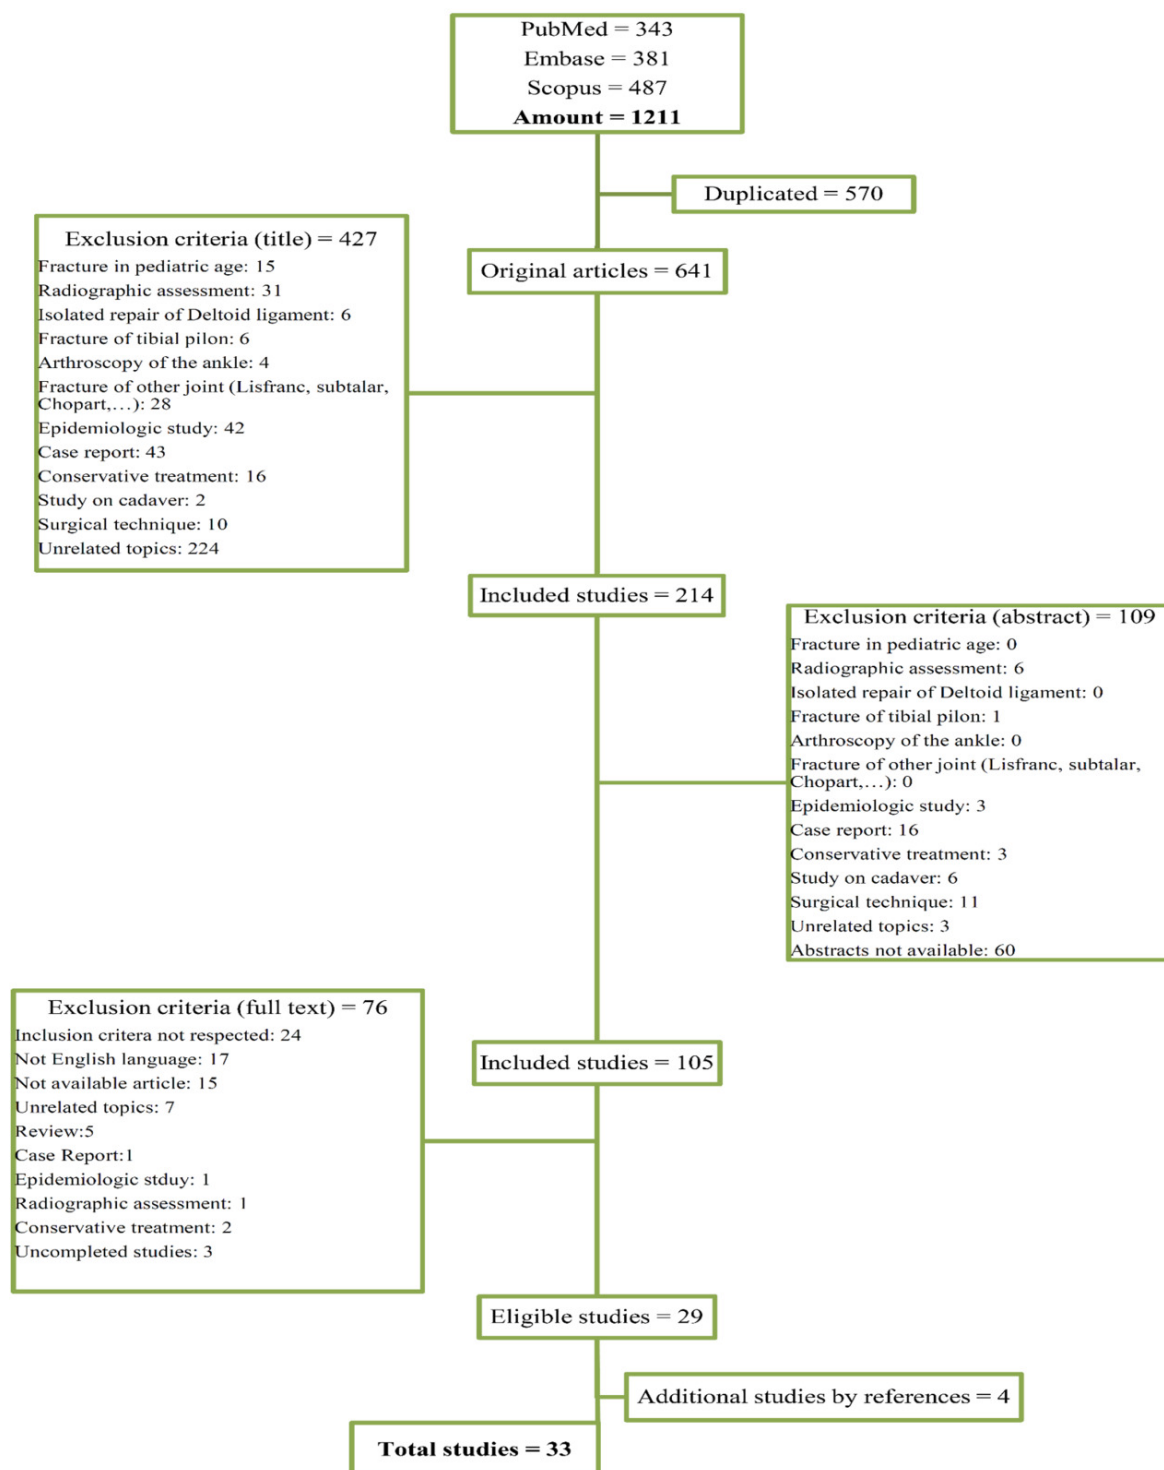 PubMed = 343
Embase = 381
Scopus = 487
Amount = 1211
Duplicated = 570
Original articles = 641
Exclusion criteria (title) = 427
Fracture in pediatric age: 15
Radiographic assessment: 31
Isolated repair of Deltoid ligament: 6
Fracture of tibial pilon: 6
Arthroscopy of the ankle: 4
Fracture of other joint (Lisfranc, subtalar,
Chopart,…): 28
Epidemiologic study: 42
Case report: 43
Conservative treatment: 16
Study on cadaver: 2
Surgical technique: 10
Unrelated topics: 224
Included studies = 214
Exclusion criteria (abstract) = 109
Fracture in pediatric age: 0
Radiographic assessment: 6
Isolated repair of Deltoid ligament: 0
Fracture of tibial pilon: 1
Arthroscopy of the ankle: 0
Fracture of other joint (Lisfranc, subtalar,
Chopart,…): 0
Epidemiologic study: 3
Case report: 16
Conservative treatment: 3
Study on cadaver: 6
Surgical technique: 11
Unrelated topics: 3
Abstracts not available: 60
Included studies = 105
Exclusion criteria (full text) = 76
Inclusion critera not respected: 24
Not English language: 17
Not available article: 15
Unrelated topics: 7
Review:5
Case Report:1
Epidemiologic stduy: 1
Radiographic assessment: 1
Conservative treatment: 2
Uncompleted studies: 3
Eligible studies = 29
Additional studies by references = 4
Total studies = 33